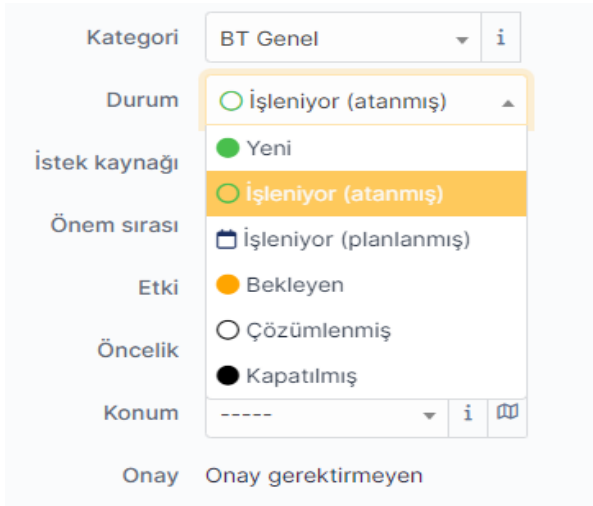 Kategori BT Genel i
Durum İşleniyor (atanmış)
Yeni
İstek kaynağı
İşleniyor (atanmış)
Önem sırası
İşleniyor (planlanmış)
Etki Bekleyen
Çözümlenmiş
Öncelik
Kapatılmış
Konum ----- i
Onay Onay gerektirmeyen